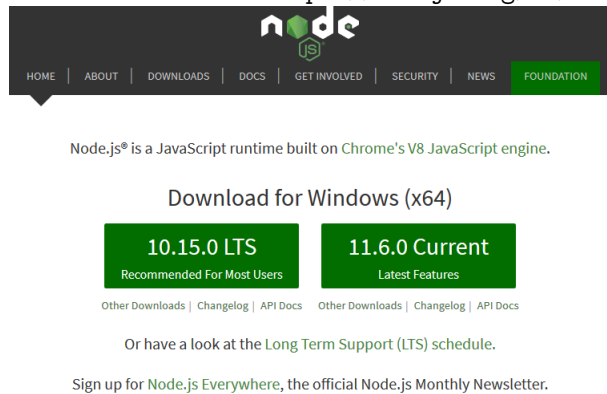 node
JS
HOME | ABOUT | DOWNLOADS | DOCS | GET INVOLVED | SECURITY | NEWS | FOUNDATION
Node.js® is a JavaScript runtime built on Chrome's V8 JavaScript engine.
Download for Windows (x64)
10.15.0 LTS
Recommended For Most Users
11.6.0 Current
Latest Features
Other Downloads | Changelog | API Docs
Other Downloads | Changelog | API Docs
Or have a look at the Long Term Support (LTS) schedule.
Sign up for Node.js Everywhere, the official Node.js Monthly Newsletter.